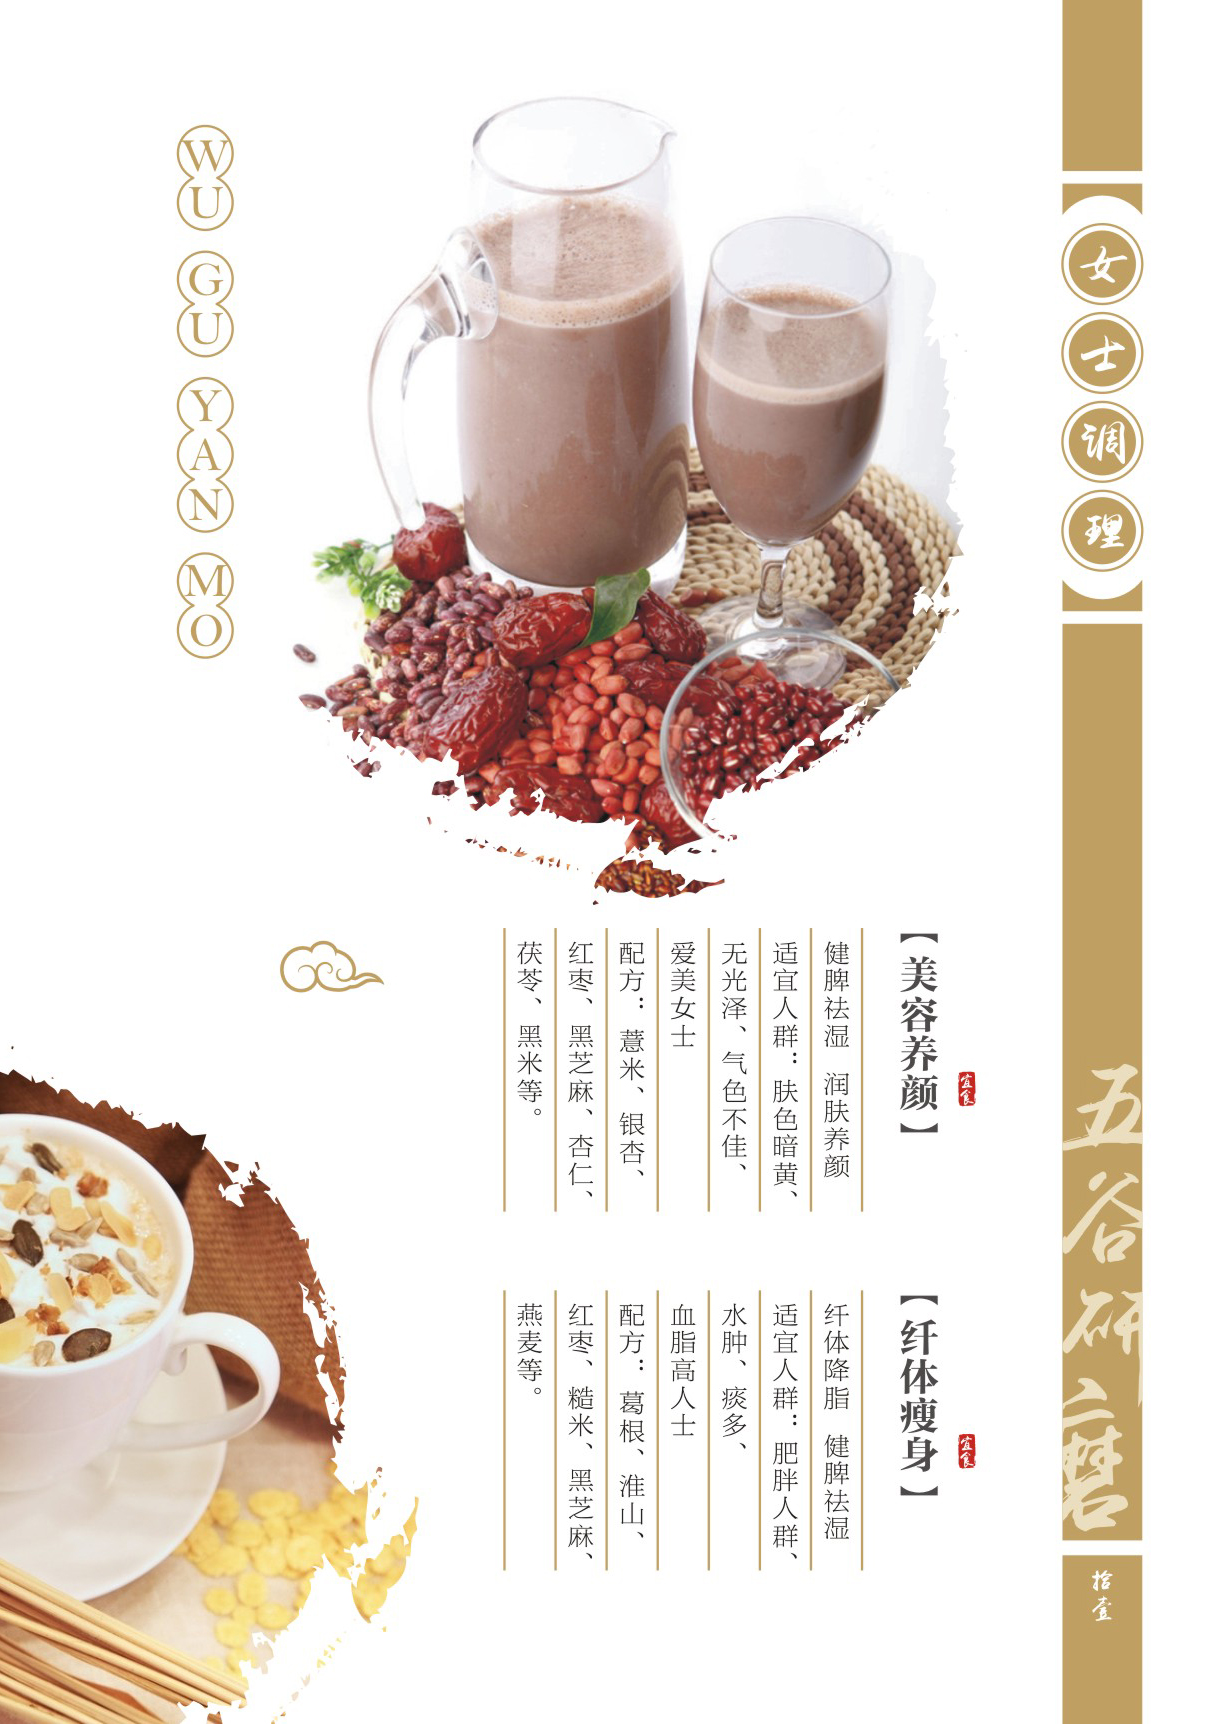 女士调理
五谷研磨
拾壹
【美容养颜】
宜食
健脾祛湿 润肤养颜
适宜人群：肤色暗黄、
无光泽、气色不佳、
爱美女士
配方：薏米、银杏、
红枣、黑芝麻、杏仁、
茯苓、黑米等。
【纤体瘦身】
宜食
纤体降脂 健脾祛湿
适宜人群：肥胖人群、
水肿、痰多、
血脂高人士
配方：葛根、淮山、
红枣、糙米、黑芝麻、
燕麦等。
WU GU YAN MO